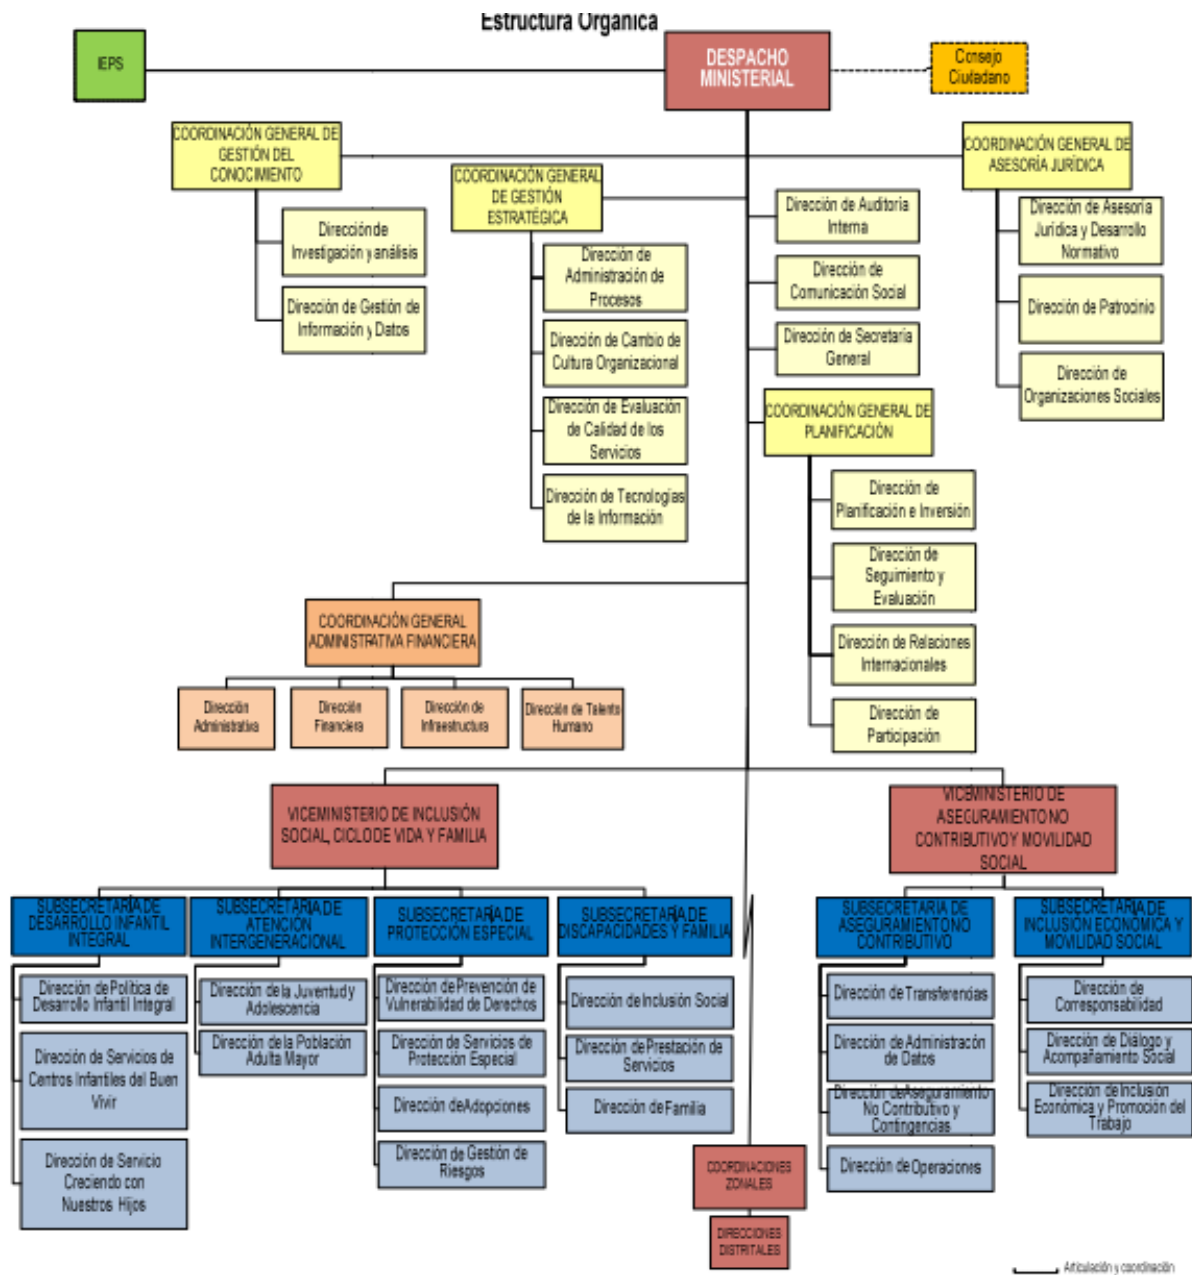 Estructura Orgánica
IEPS
DESPACHO
MINISTERIAL
Consejo
Ciudadano
COORDINACIÓN GENERAL DE
GESTIÓN DEL
CONOCIMIENTO
COORDINACIÓN GENERAL
DE GESTIÓN
ESTRATÉGICA
COORDINACIÓN GENERAL DE
ASESORÍA JURÍDICA
Dirección de
Investigación y análisis
Dirección de Gestión de
Información y Datos
Dirección de
Administración de
Procesos
Dirección de Cambio de
Cultura Organizacional
Dirección de Evaluación
de Calidad de los
Servicios
Dirección de Tecnologías
de la Información
Dirección de Auditoría
Interna
Dirección de
Comunicación Social
Dirección de Secretaría
General
Dirección de Asesoría
Jurídica y Desarrollo
Normativo
Dirección de Patrocinio
Dirección de
Organizaciones Sociales
COORDINACIÓN GENERAL DE
PLANIFICACIÓN
Dirección de
Planificación e Inversión
Dirección de
Seguimiento y
Evaluación
Dirección de Relaciones
Internacionales
Dirección de
Participación
COORDINACIÓN GENERAL
ADMINISTRATIVA FINANCIERA
Dirección
Administrativa
Dirección
Financiera
Dirección de
Infraestructura
Dirección de Talento
Humano
VICEMINISTERIO DE INCLUSIÓN
SOCIAL, CICLO DE VIDA Y FAMILIA
VICEMINISTERIO DE
ASEGURAMIENTO NO
CONTRIBUTIVO Y MOVILIDAD
SOCIAL
SUBSECRETARÍA DE
DESARROLLO INFANTIL
INTEGRAL
Dirección de Política de
Desarrollo Infantil Integral
Dirección de Servicios de
Centros Infantiles del Buen
Vivir
Dirección de Servicio
Creciendo con
Nuestros Hijos
SUBSECRETARÍA DE
ATENCIÓN
INTERGENERACIONAL
Dirección de la Juventud y
Adolescencia
Dirección de la Población
Adulta Mayor
SUBSECRETARÍA DE
PROTECCIÓN ESPECIAL
Dirección de Prevención de
Vulnerabilidad de Derechos
Dirección de Servicios de
Protección Especial
Dirección de Adopciones
Dirección de Gestión de
Riesgos
SUBSECRETARÍA DE
DISCAPACIDADES Y FAMILIA
Dirección de Inclusión Social
Dirección de Prestación de
Servicios
Dirección de Familia
SUBSECRETARIA DE
ASEGURAMIENTO NO
CONTRIBUTIVO
Dirección de Transferencias
Dirección de Administracón
de Datos
Dirección de Aseguramiento
No Contributivo y
Contingencias
Dirección de Operaciones
SUBSECRETARÍA DE
INCLUSIÓN ECONÓMICA Y
MOVILIDAD SOCIAL
Dirección de
Corresponsabilidad
Dirección de Diálogo y
Acompañamiento Social
Dirección de Inclusión
Económica y Promoción del
Trabajo
COORDINACIONES
ZONALES
DIRECCIONES
DISTRITALES
Articulación y coordinación